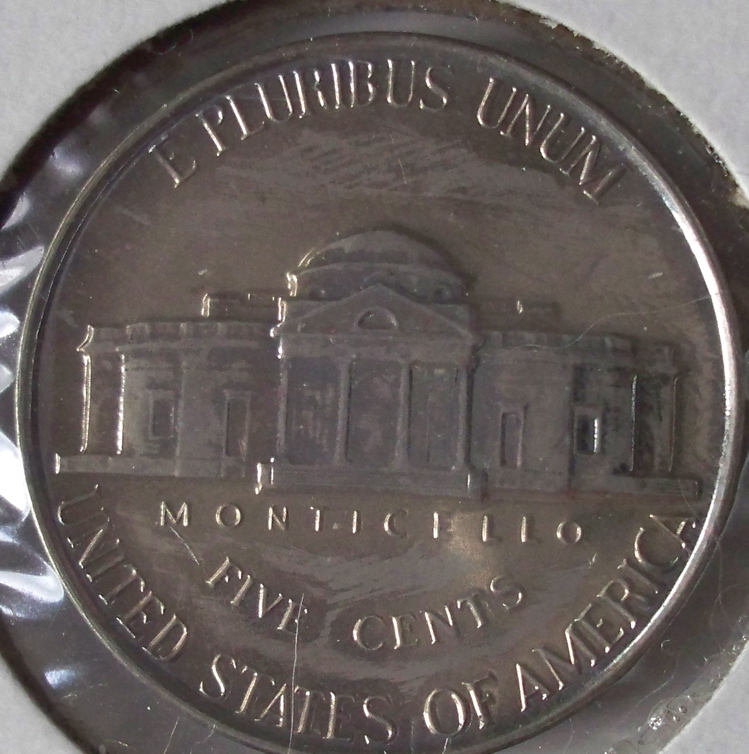 E PLURIBUS UNUM
MONTICELLO
FIVE CENTS
UNITED STATES OF AMERICA